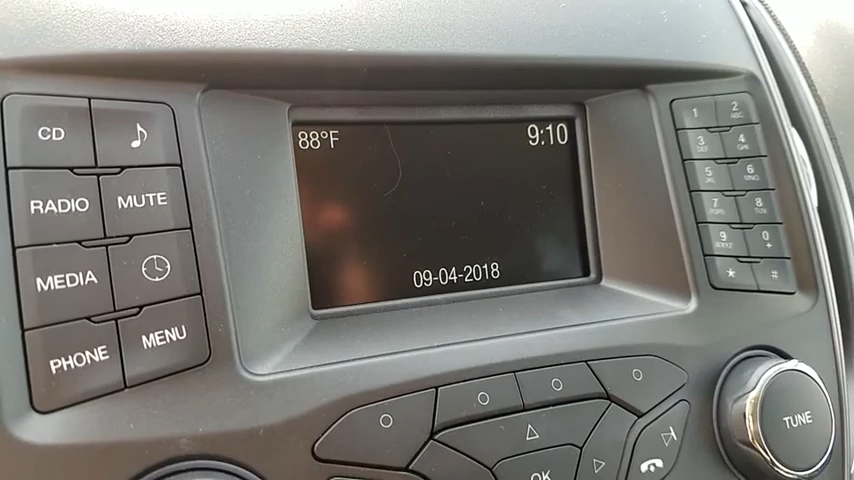 CD
RADIO MUTE
MEDIA
PHONE MENU
88°F 9:10
09-04-2018
1 2 ABC
3 DEF 4 GHI
5 JKL 6 MNO
7 PQRS 8 TUV
9 WXYZ 0 +
* #
OK
TUNE